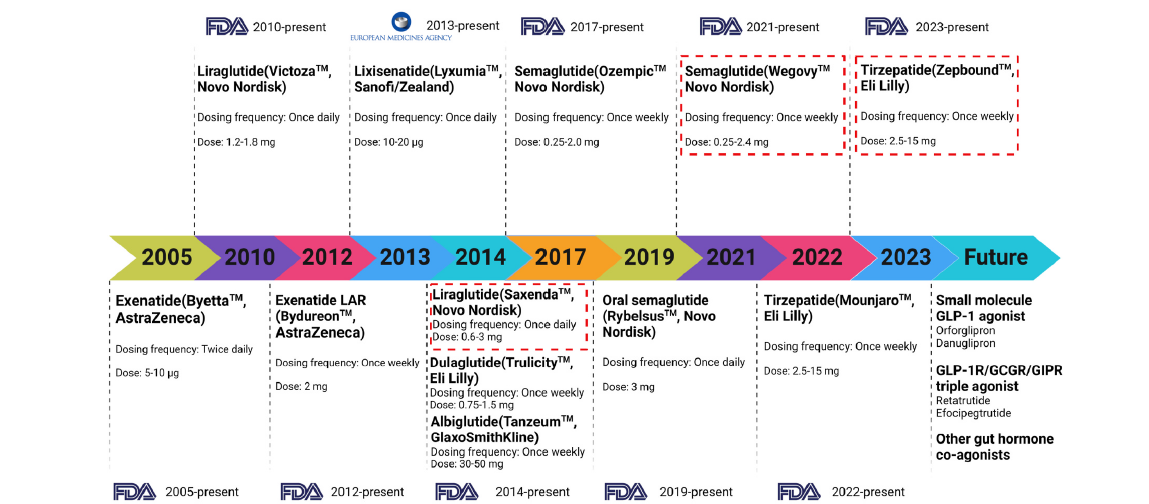 FDA 2010-present
EUROPEAN MEDICINES AGENCY 2013-present
FDA 2017-present
FDA 2021-present
FDA 2023-present
Liraglutide(Victoza™,
Novo Nordisk)
Dosing frequency: Once daily
Dose: 1.2-1.8 mg
Lixisenatide(Lyxumia™,
Sanofi/Zealand)
Dosing frequency: Once daily
Dose: 10-20 µg
Semaglutide(Ozempic™
Novo Nordisk)
Dosing frequency: Once weekly
Dose: 0.25-2.0 mg
Semaglutide(Wegovy™
Novo Nordisk)
Dosing frequency: Once weekly
Dose: 0.25-2.4 mg
Tirzepatide(Zepbound™,
Eli Lilly)
Dosing frequency: Once weekly
Dose: 2.5-15 mg
2005 2010 2012 2013 2014 2017 2019 2021 2022 2023 Future
Exenatide(Byetta™,
AstraZeneca)
Dosing frequency: Twice daily
Dose: 5-10 µg
Exenatide LAR
(Bydureon™,
AstraZeneca)
Dosing frequency: Once weekly
Dose: 2 mg
Liraglutide(Saxenda™,
Novo Nordisk)
Dosing frequency: Once daily
Dose: 0.6-3 mg
Dulaglutide(Trulicity™,
Eli Lilly)
Dosing frequency: Once weekly
Dose: 0.75-1.5 mg
Albiglutide(Tanzeum™,
GlaxoSmithKline)
Dosing frequency: Once weekly
Dose: 30-50 mg
Oral semaglutide
(Rybelsus™, Novo
Nordisk)
Dosing frequency: Once daily
Dose: 3 mg
Tirzepatide(Mounjaro™,
Eli Lilly)
Dosing frequency: Once weekly
Dose: 2.5-15 mg
Small molecule
GLP-1 agonist
Orforglipron
Danuglipron
GLP-1R/GCGR/GIPR
triple agonist
Retatrutide
Efocipegtrutide
Other gut hormone
co-agonists
FDA 2005-present
FDA 2012-present
FDA 2014-present
FDA 2019-present
FDA 2022-present